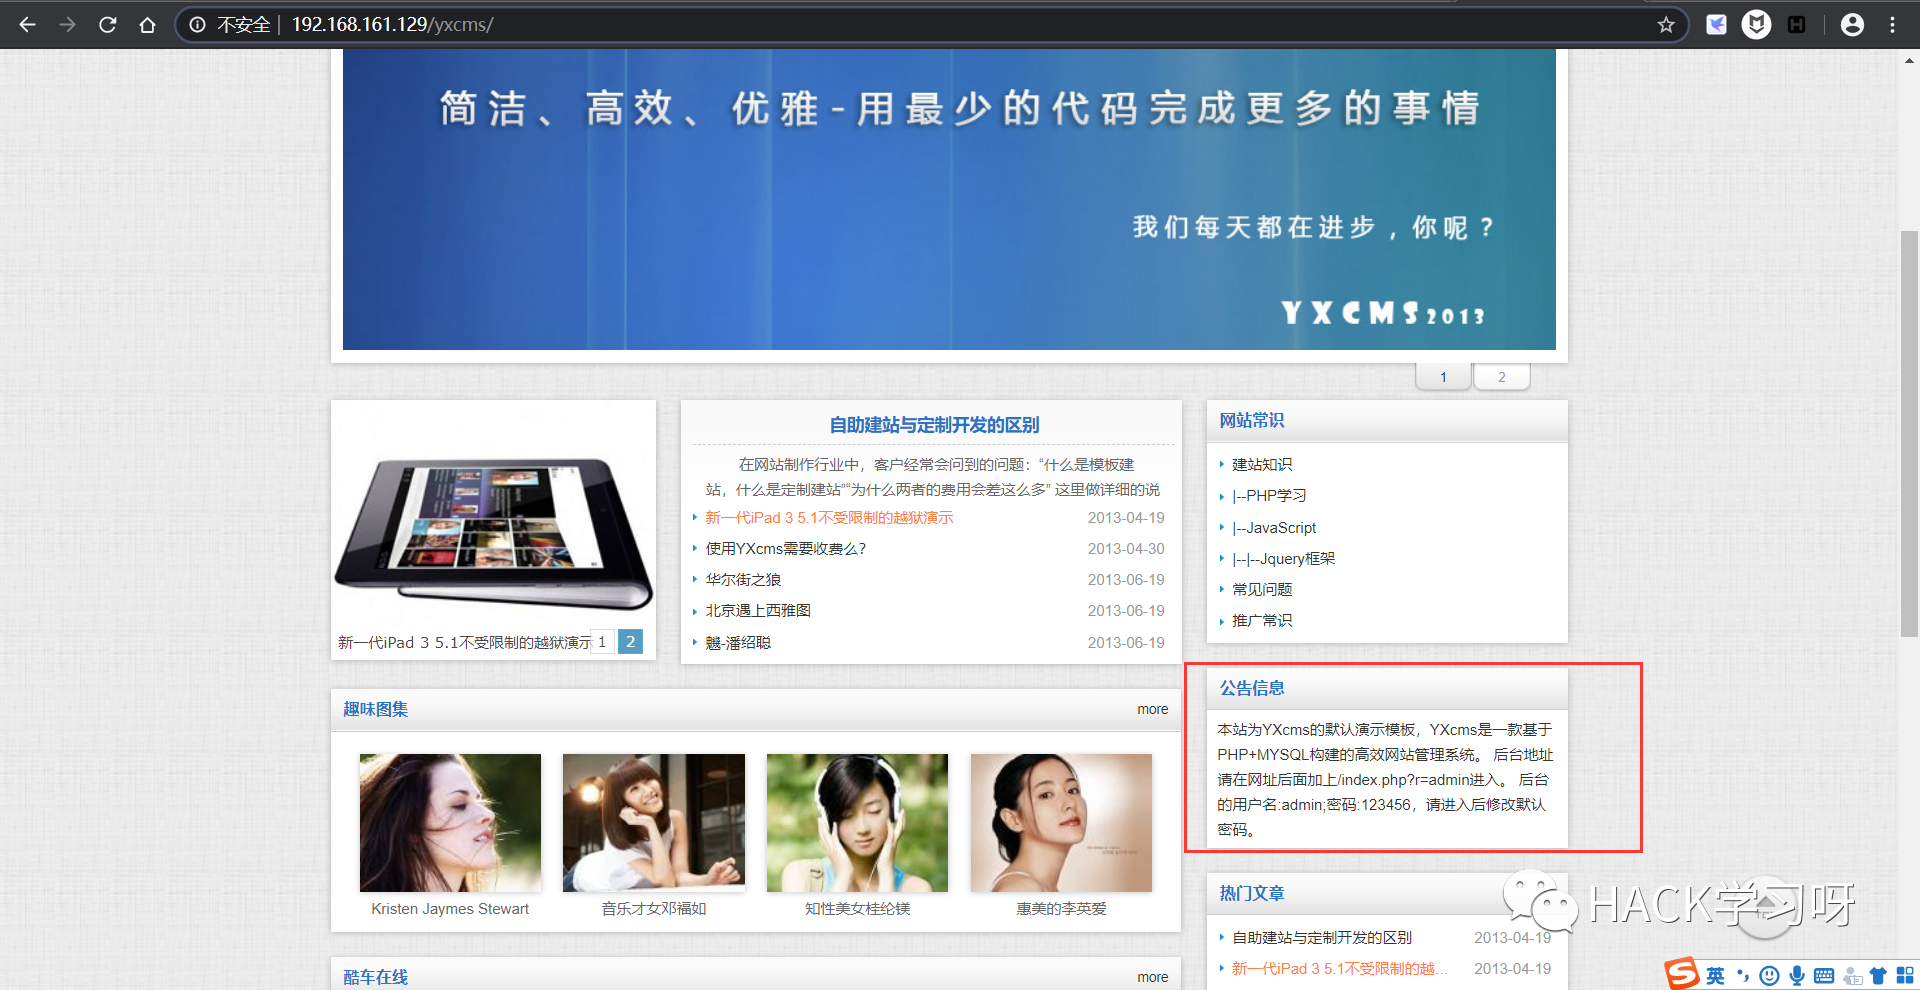 不安全 | 192.168.161.129/yxcms/
简洁、高效、优雅-用最少的代码完成更多的事情
我们每天都在进步，你呢？
YXCMS2013
1 2
新一代iPad 3 5.1不受限制的越狱演示 1 2
自助建站与定制开发的区别
在网站制作行业中，客户经常会问到的问题：“什么是模板建
站，什么是定制建站”“为什么两者的费用会差这么多” 这里做详细的说
新一代iPad 3 5.1不受限制的越狱演示 2013-04-19
使用YXcms需要收费么？ 2013-04-30
华尔街之狼 2013-06-19
北京遇上西雅图 2013-06-19
魑-潘绍聪 2013-06-19
网站常识
建站知识
|--PHP学习
|--JavaScript
|--|--Jquery框架
常见问题
推广常识
趣味图集 more
Kristen Jaymes Stewart
音乐才女邓福如
知性美女桂纶镁
惠美的李英爱
公告信息
本站为YXcms的默认演示模板，YXcms是一款基于
PHP+MYSQL构建的高效网站管理系统。 后台地址
请在网址后面加上/index.php?r=admin进入。 后台
的用户名:admin;密码:123456，请进入后修改默认
密码。
热门文章
自助建站与定制开发的区别 2013-04-19
新一代iPad 3 5.1不受限制的越... 2013-04-19
酷车在线 more
HACK学习呀
英